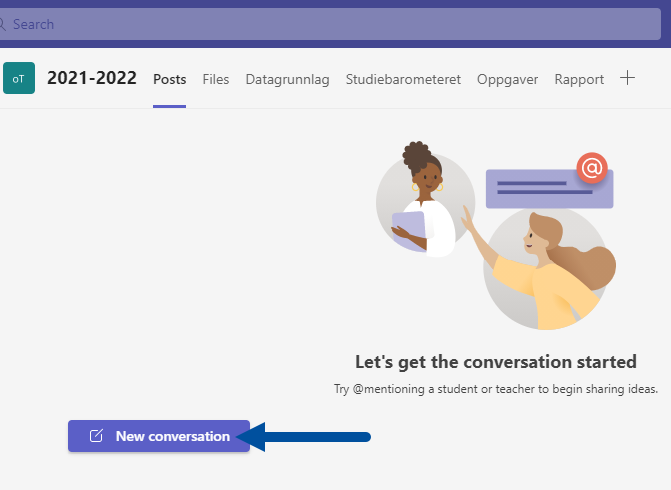 Search
oT
2021-2022 Posts Files Datagrunnlag Studiebarometeret Oppgaver Rapport
@
Let's get the conversation started
Try @mentioning a student or teacher to begin sharing ideas.
New conversation